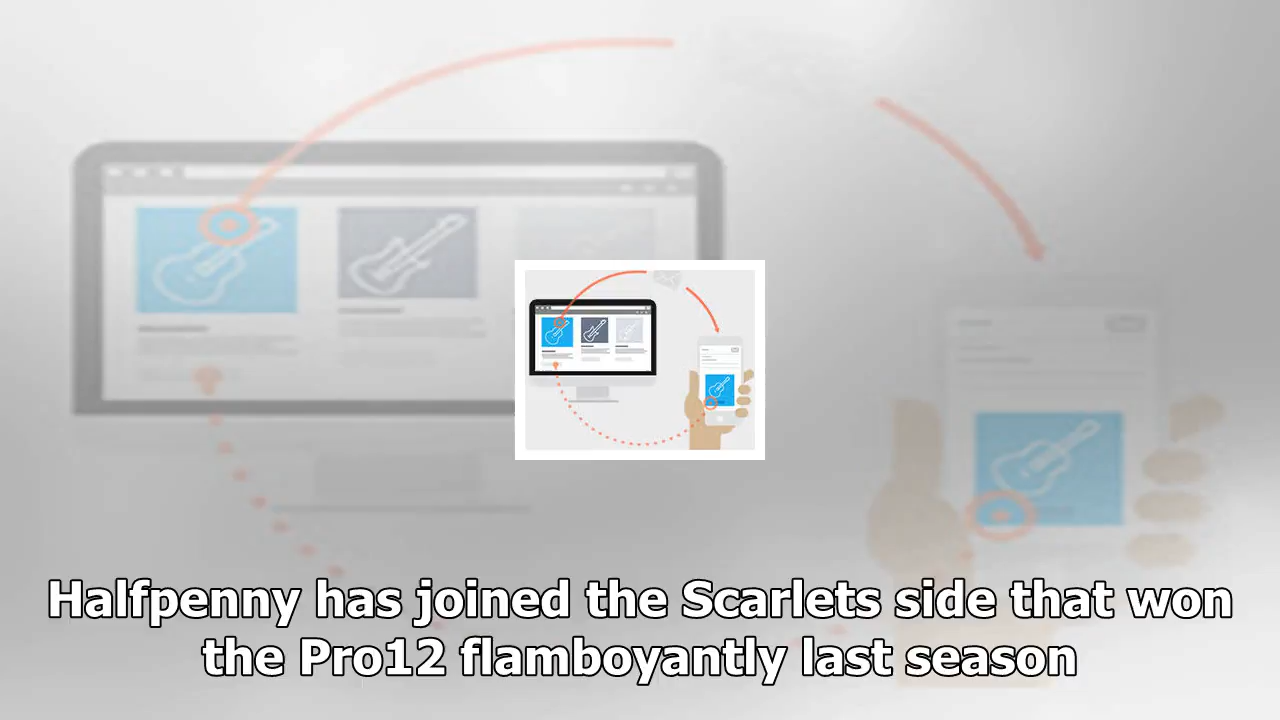 Halfpenny has joined the Scarlets side that won
the Pro12 flamboyantly last season